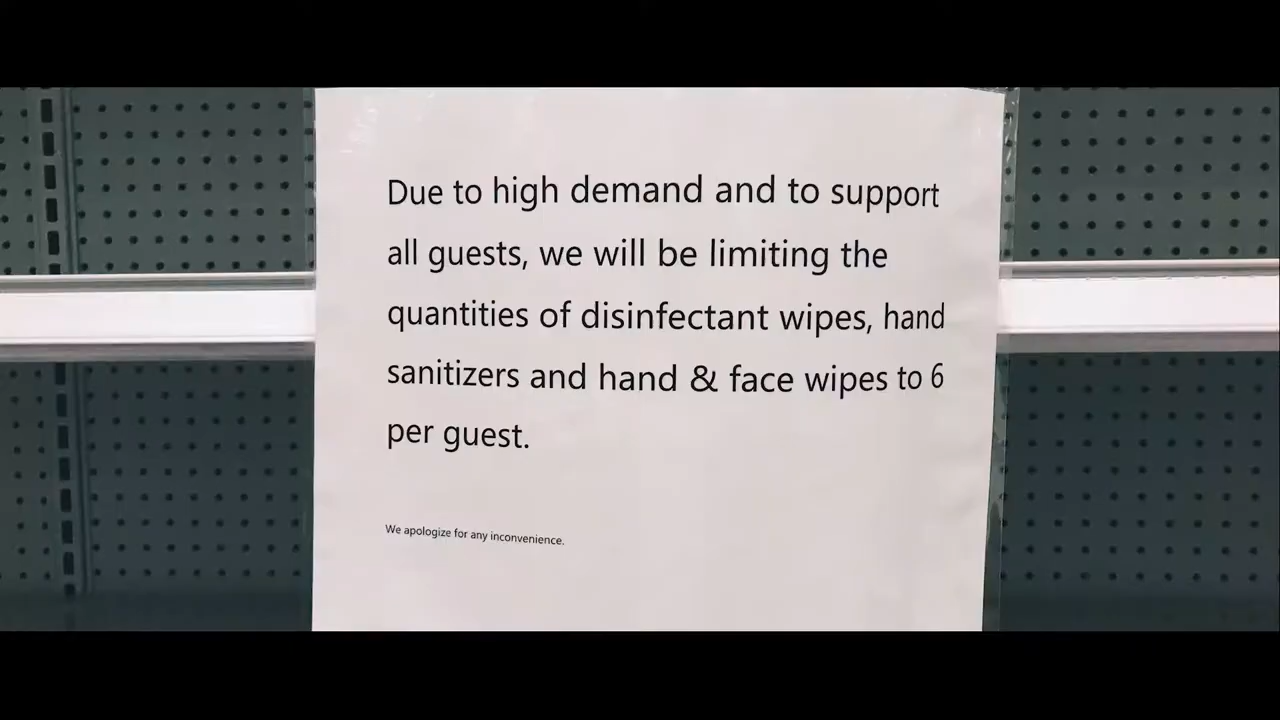 Due to high demand and to support
all guests, we will be limiting the
quantities of disinfectant wipes, hand
sanitizers and hand & face wipes to 6
per guest.
We apologize for any inconvenience.